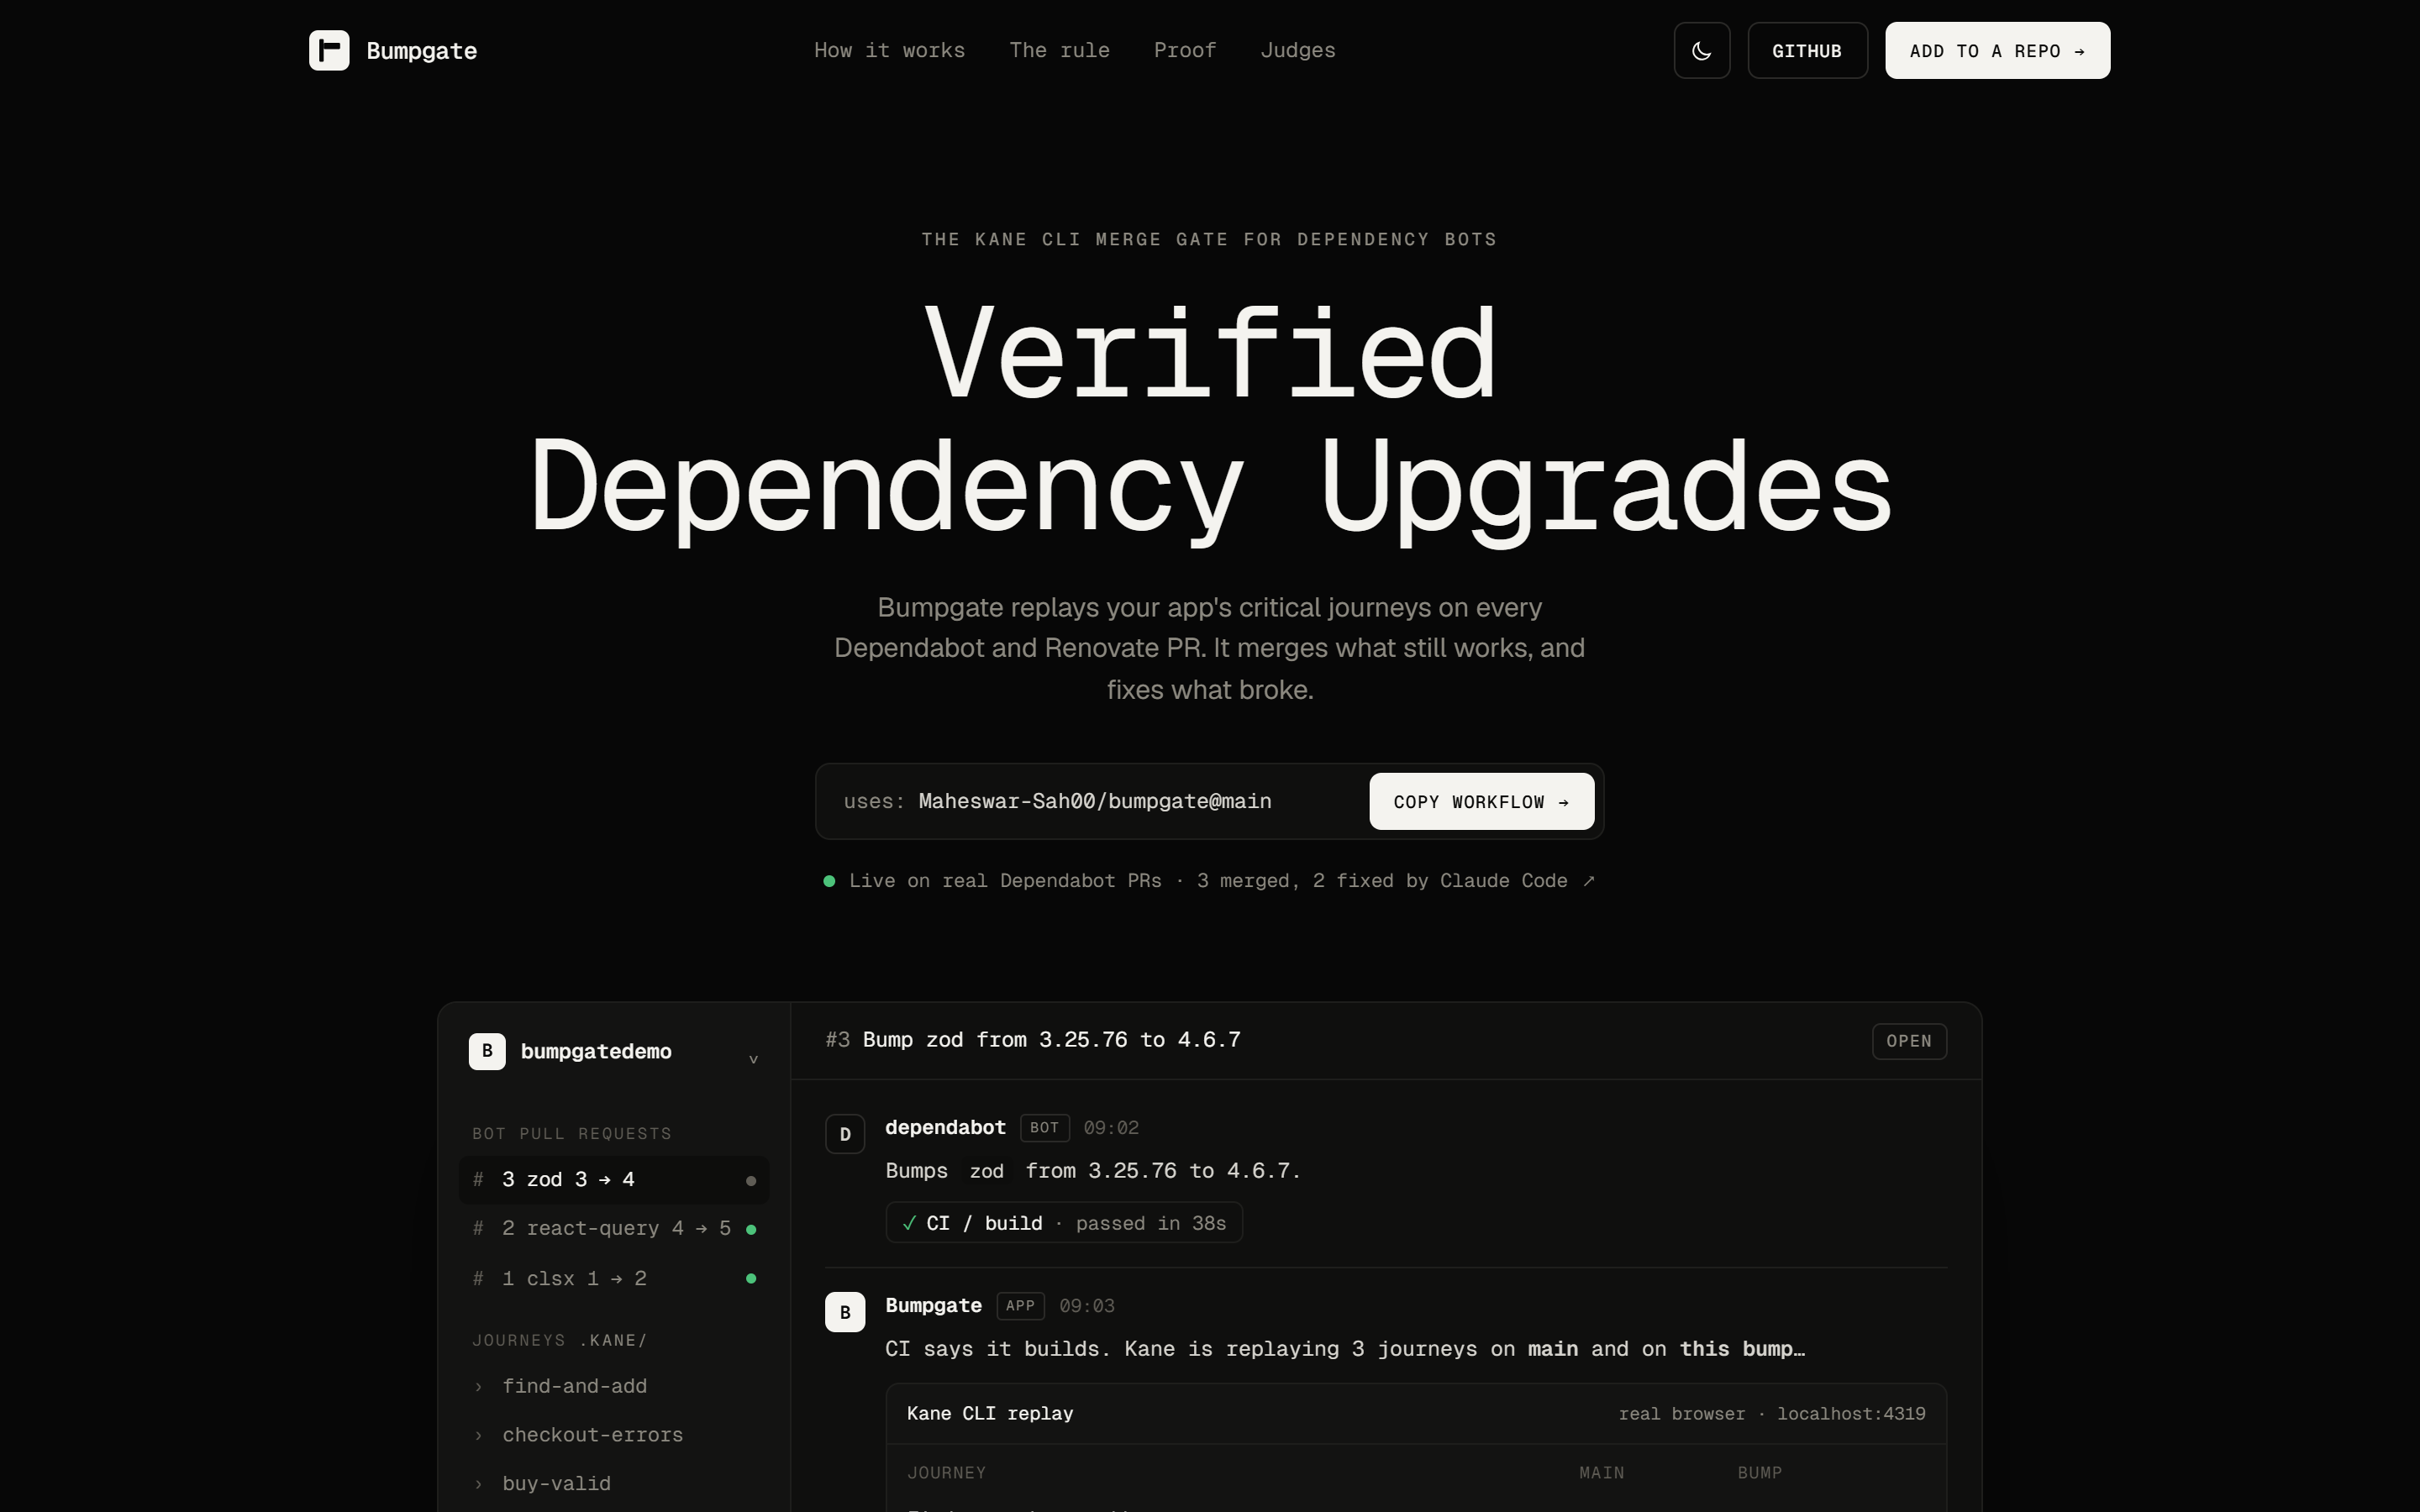 Bumpgate
How it works
The rule
Proof
Judges
GITHUB
ADD TO A REPO →
THE KANE CLI MERGE GATE FOR DEPENDENCY BOTS
Verified
Dependency Upgrades
Bumpgate replays your app's critical journeys on every
Dependabot and Renovate PR. It merges what still works, and
fixes what broke.
uses: Maheswar-Sah00/bumpgate@main
COPY WORKFLOW →
Live on real Dependabot PRs · 3 merged, 2 fixed by Claude Code ↗
B bumpgatedemo
BOT PULL REQUESTS
# 3 zod 3 → 4
# 2 react-query 4 → 5
# 1 clsx 1 → 2
JOURNEYS .KANE/
› find-and-add
› checkout-errors
› buy-valid
#3 Bump zod from 3.25.76 to 4.6.7
OPEN
D dependabot BOT 09:02
Bumps zod from 3.25.76 to 4.6.7.
✓ CI / build · passed in 38s
B Bumpgate APP 09:03
CI says it builds. Kane is replaying 3 journeys on main and on this bump…
Kane CLI replay
real browser · localhost:4319
JOURNEY MAIN BUMP